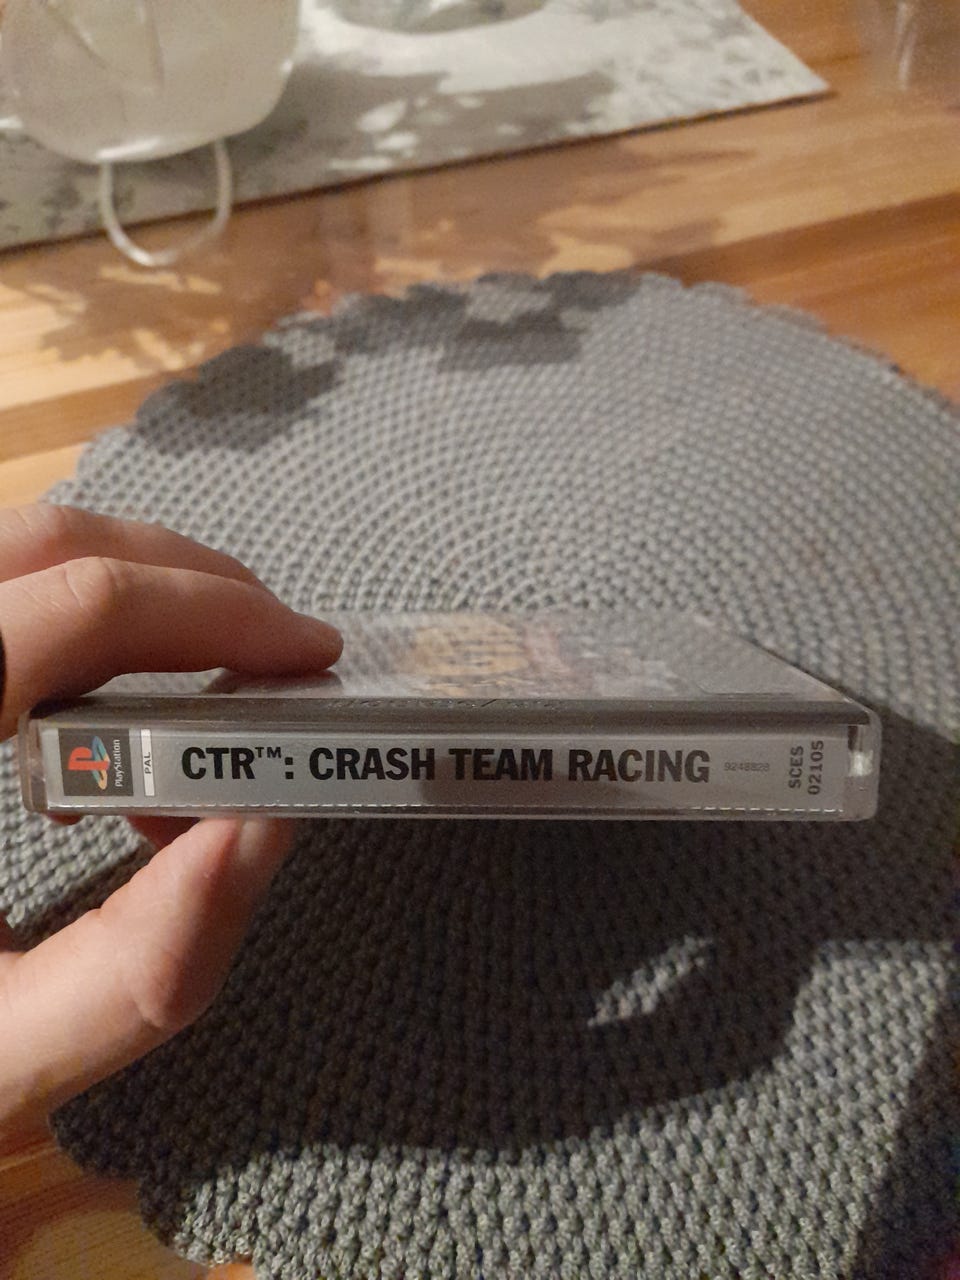 PlayStation
PAL
CTR™: CRASH TEAM RACING
9248828
SCES
02105